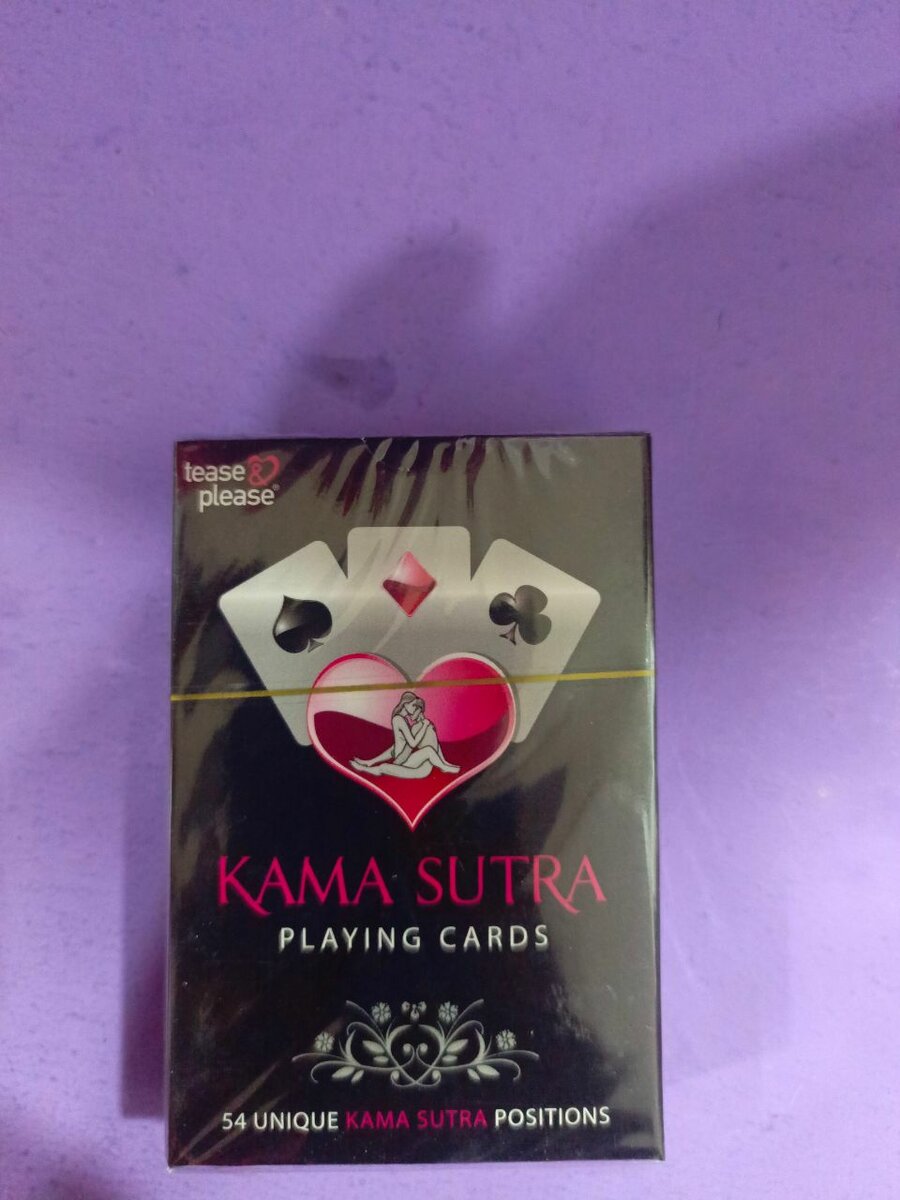 tease &
please®
KAMA SUTRA
PLAYING CARDS
54 UNIQUE KAMA SUTRA POSITIONS